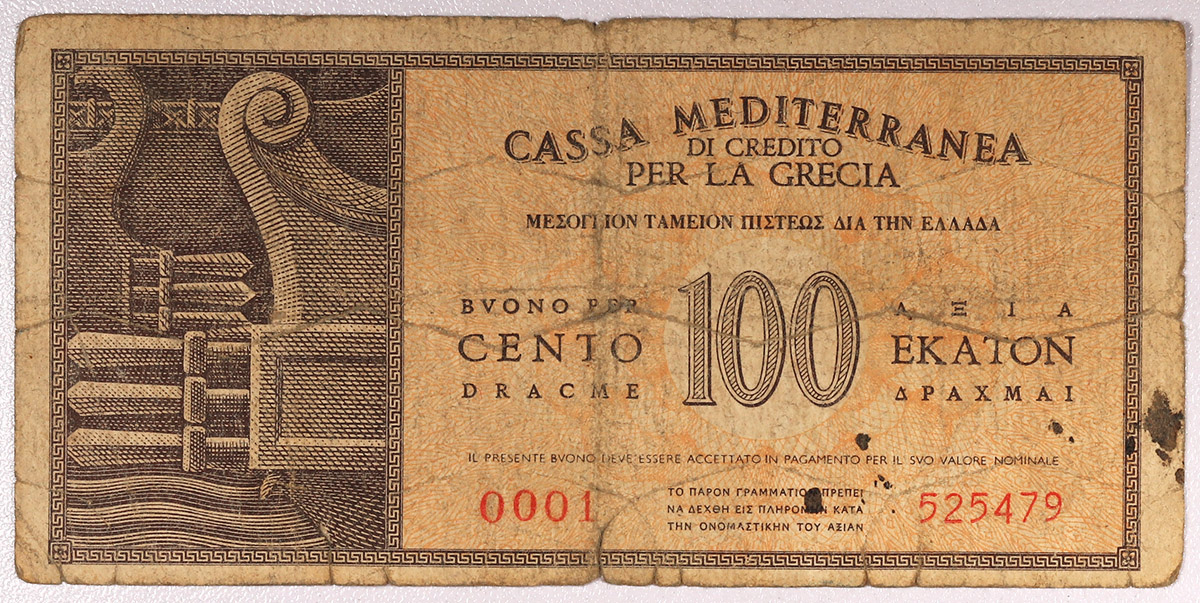 CASSA MEDITERRANEA
DI CREDITO
PER LA GRECIA
ΤΑΜΕΙΟΝ ΠΙΣΤΕΩΣ ΔΙΑ ΤΗΝ ΕΛΛΑΔΑ
BVONO PER
CENTO
DRACME
100
ΑΞΙΑ
ΕΚΑΤΟΝ
ΔΡΑΧΜΑΙ
IL PRESENTE BVONO DEVE ESSERE ACCETTATO IN PAGAMENTO PER IL SVO VALORE NOMINALE
0001
ΤΟ ΠΑΡΟΝ ΓΡΑΜΜΑΤΙΟΝ ΠΡΕΠΕΙ
ΝΑ ΔΕΧΘΗ ΕΙΣ ΠΛΗΡΟΜΗΝ ΚΑΤΑ
ΤΗΝ ΟΝΟΜΑΣΤΙΚΗΝ ΤΟΥ ΑΞΙΑΝ
525479